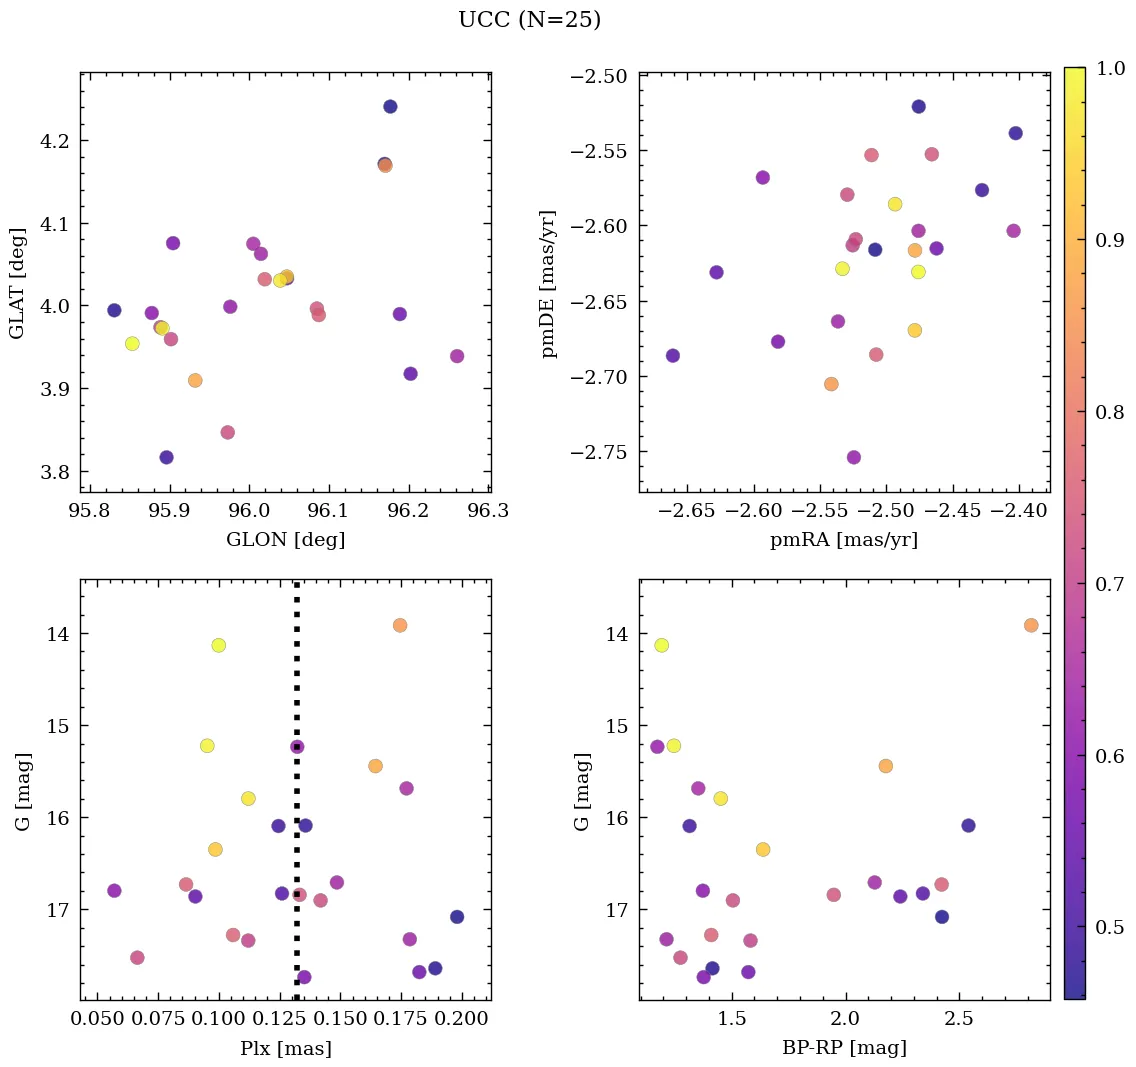 UCC (N=25)
4.2
4.1
4.0
3.9
3.8
GLAT [deg]
95.8 95.9 96.0 96.1 96.2 96.3
GLON [deg]
−2.50
−2.55
−2.60
−2.65
−2.70
−2.75
pmDE [mas/yr]
−2.65 −2.60 −2.55 −2.50 −2.45 −2.40
pmRA [mas/yr]
14
15
16
17
G [mag]
0.050 0.075 0.100 0.125 0.150 0.175 0.200
Plx [mas]
14
15
16
17
G [mag]
1.5 2.0 2.5
BP-RP [mag]
1.0
0.9
0.8
0.7
0.6
0.5